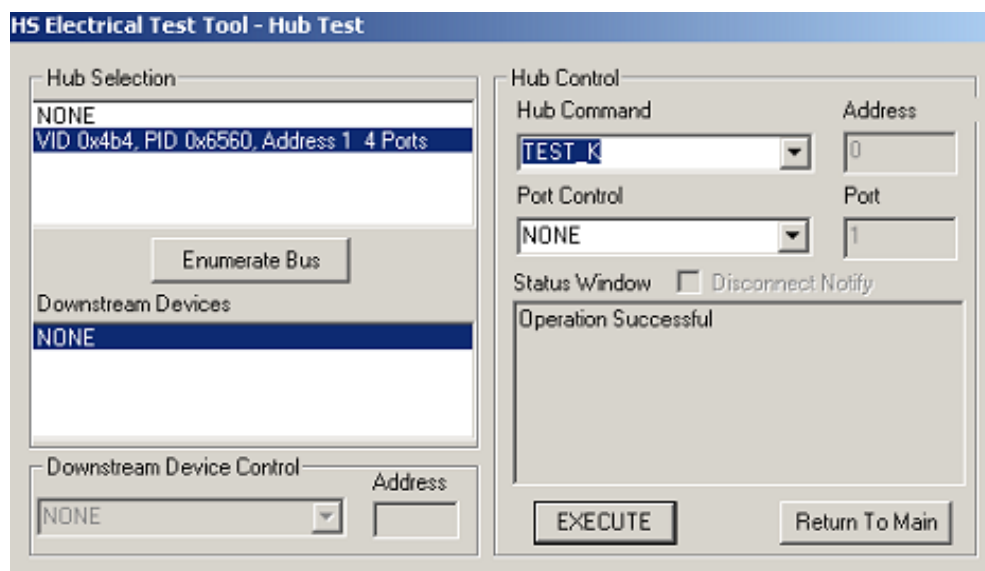 HS Electrical Test Tool - Hub Test
Hub Selection
NONE
VID 0x4b4, PID 0x6560, Address 1 4 Ports
Enumerate Bus
Downstream Devices
NONE
Downstream Device Control
Address
NONE
Hub Control
Hub Command
Address
TEST_K
0
Port Control
Port
NONE
1
Status Window
Disconnect Notify
Operation Successful
EXECUTE
Return To Main